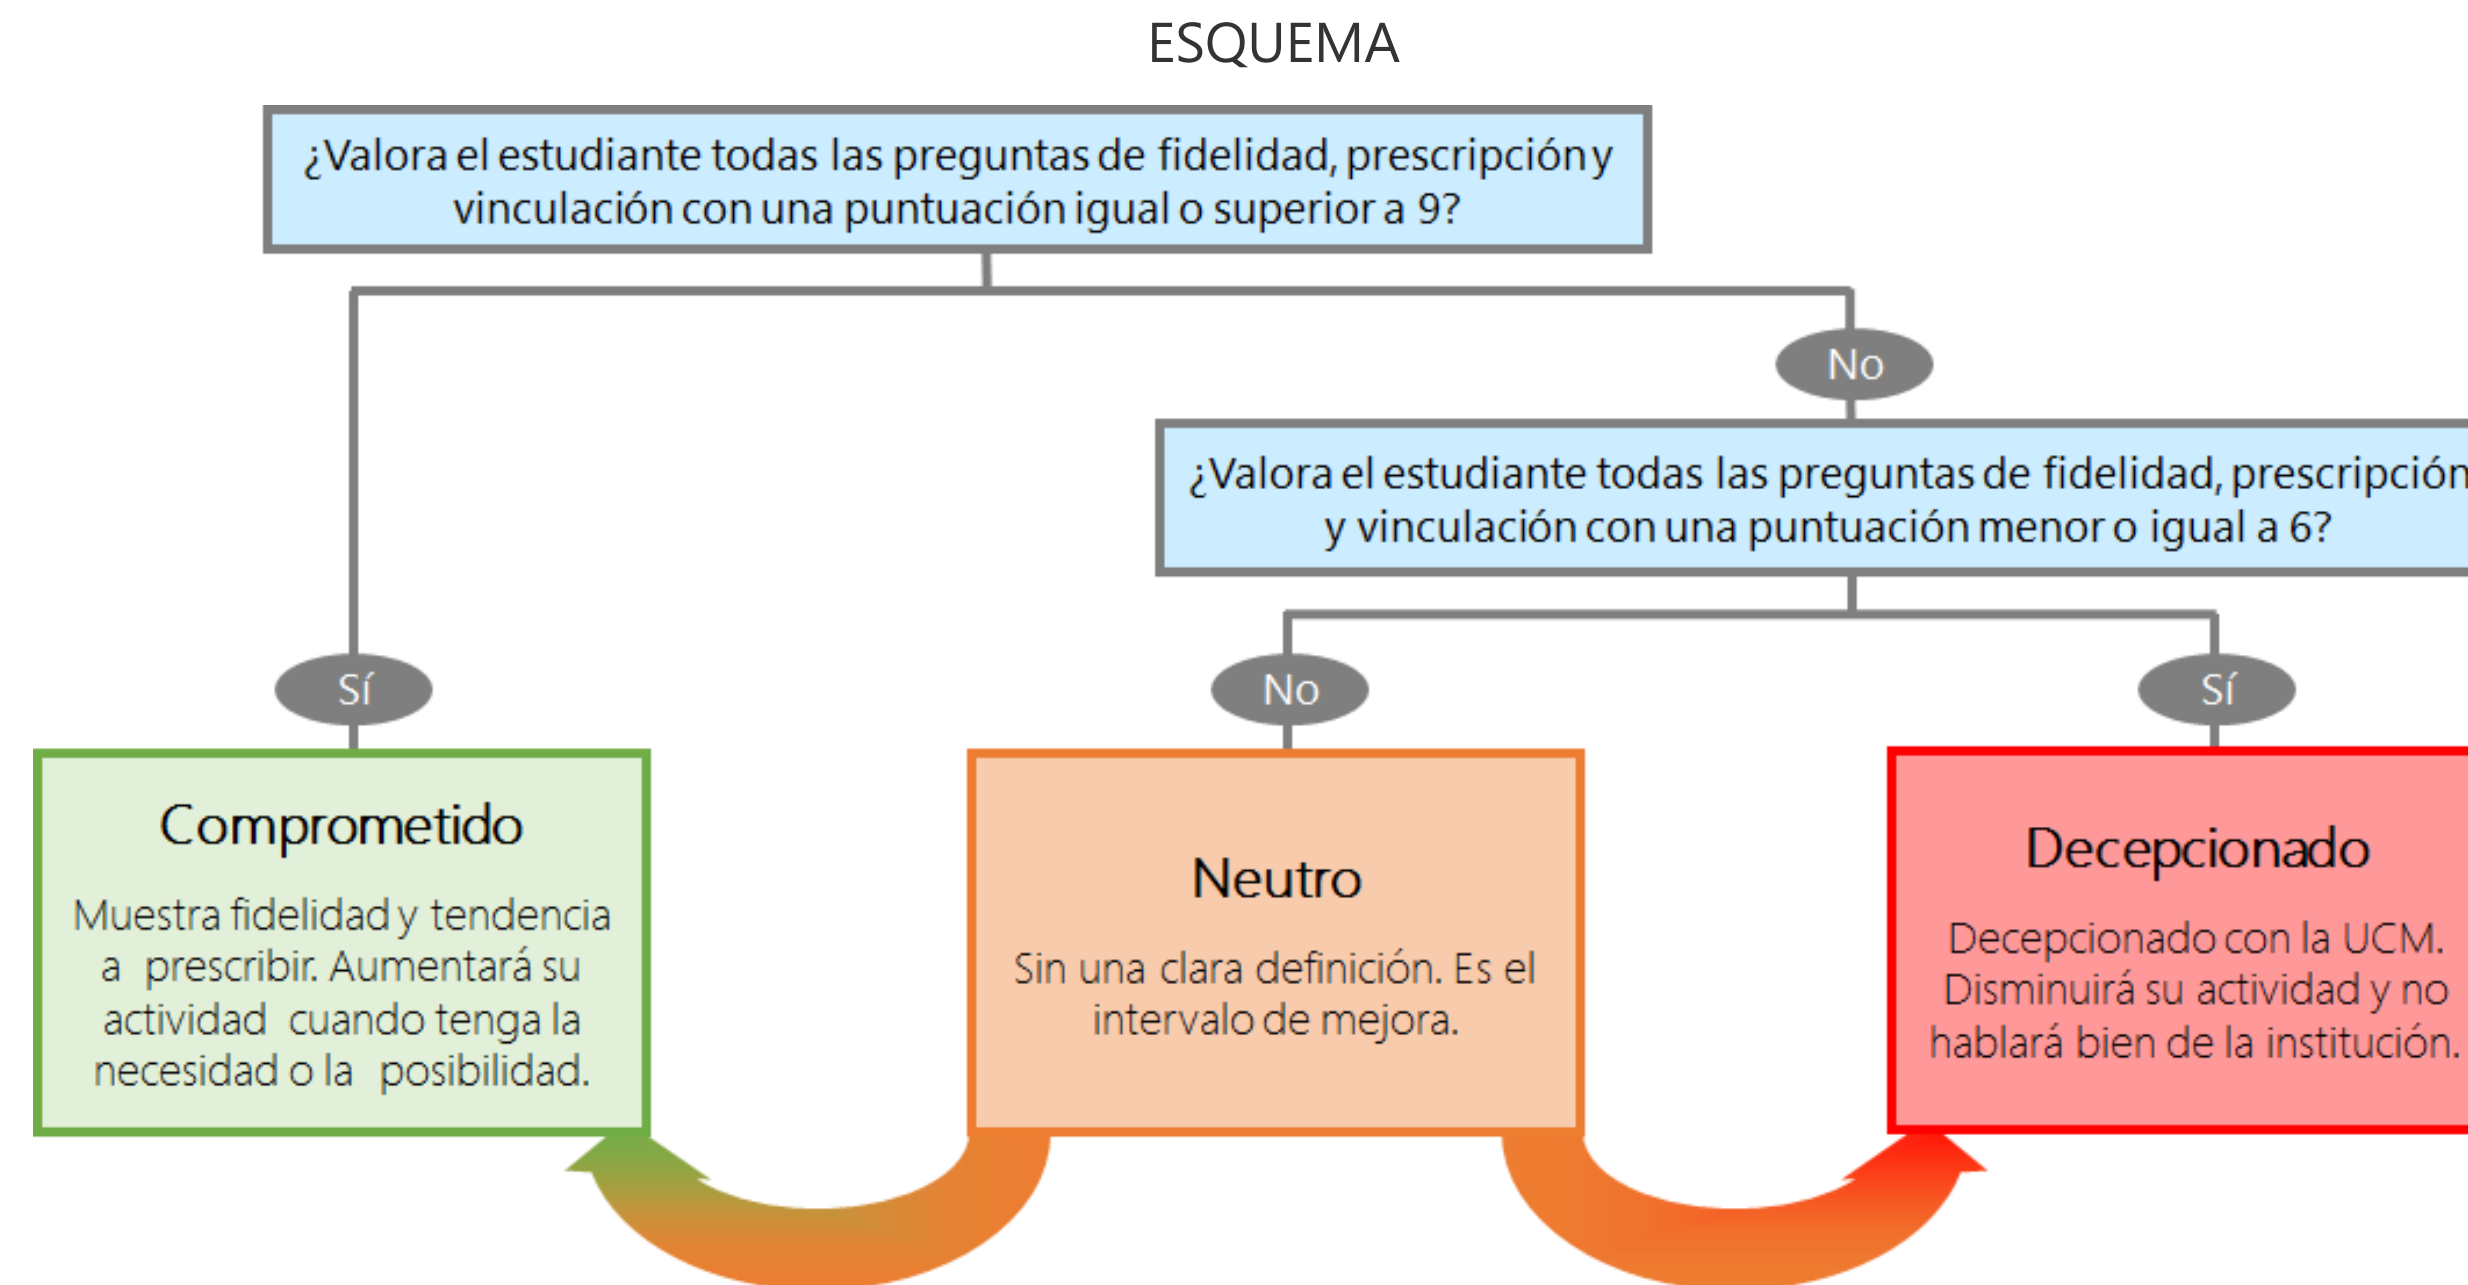 ESQUEMA
¿Valora el estudiante todas las preguntas de fidelidad, prescripción y
vinculación con una puntuación igual o superior a 9?
No
¿Valora el estudiante todas las preguntas de fidelidad, prescripción
y vinculación con una puntuación menor o igual a 6?
Sí
No
Sí
Comprometido
Muestra fidelidad y tendencia
a prescribir. Aumentará su
actividad cuando tenga la
necesidad o la posibilidad.
Neutro
Sin una clara definición. Es el
intervalo de mejora.
Decepcionado
Decepcionado con la UCM.
Disminuirá su actividad y no
hablará bien de la institución.